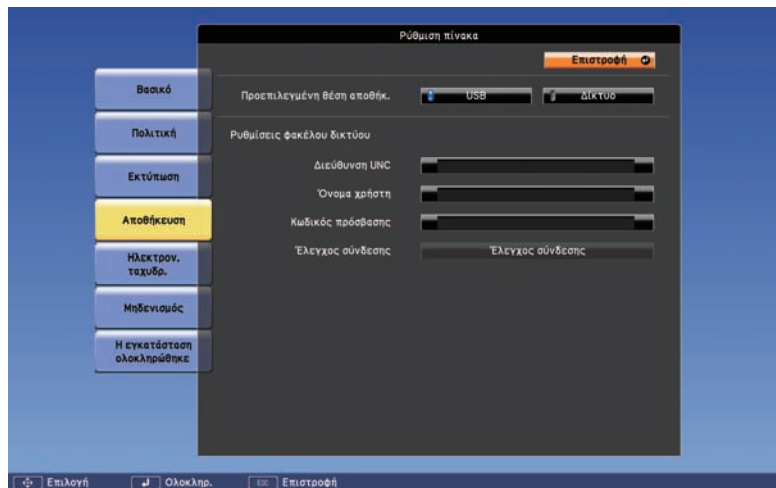 Ρύθμιση πίνακα
Επιστροφή
Βασικό
Πολιτική
Εκτύπωση
Αποθήκευση
Ηλεκτρον.
ταχυδρ.
Μηδενισμός
Η εγκατάσταση
ολοκληρώθηκε
Προεπιλεγμένη θέση αποθήκ.
USB
Δίκτυο
Ρυθμίσεις φακέλου δικτύου
Διεύθυνση UNC
Όνομα χρήστη
Κωδικός πρόσβασης
Έλεγχος σύνδεσης
Έλεγχος σύνδεσης
Επιλογή
Ολοκληρ.
Esc
Επιστροφή